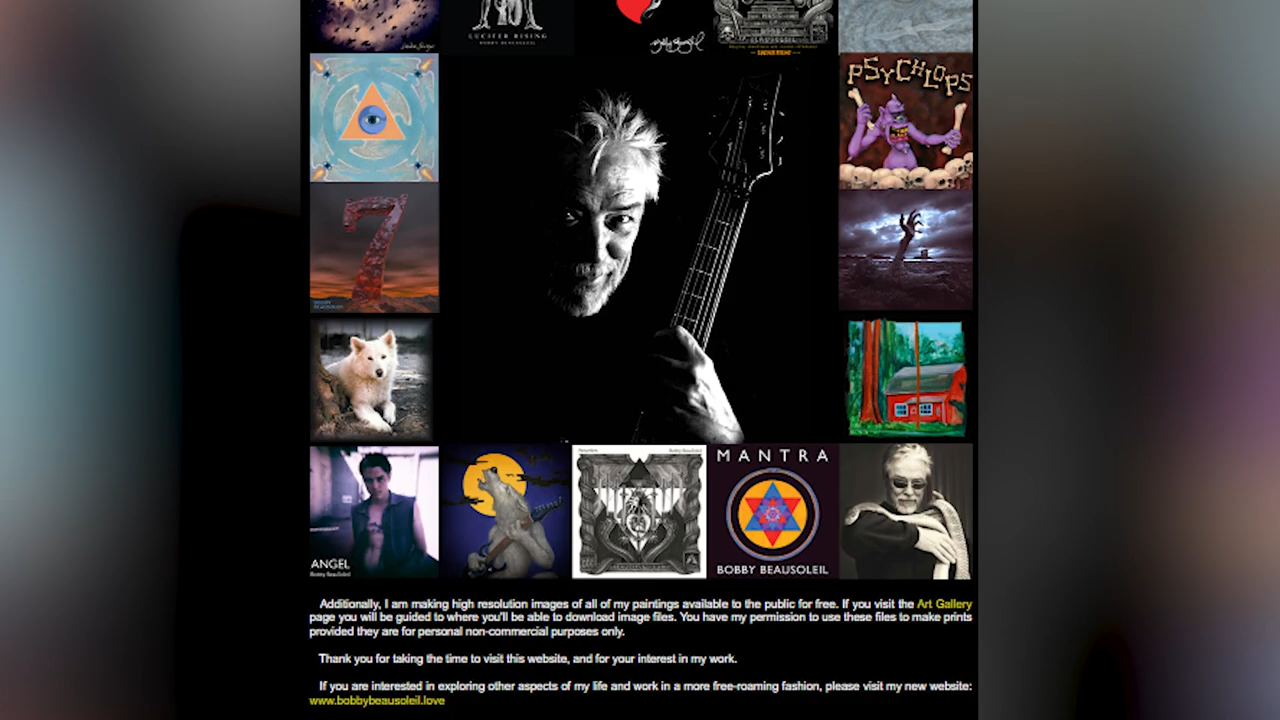 LUCIFER RISING
BOBBY BEAUSOLEIL
PSYCHLOPS
7
MANTRA
ANGEL
Bobby BeauSoleil
Bobby BeauSoleil
BOBBY BEAUSOLEIL
Additionally, I am making high resolution images of all of my paintings available to the public for free. If you visit the Art Gallery
page you will be guided to where you'll be able to download image files. You have my permission to use these files to make prints
provided they are for personal non-commercial purposes only.
Thank you for taking the time to visit this website, and for your interest in my work.
If you are interested in exploring other aspects of my life and work in a more free-roaming fashion, please visit my new website:
www.bobbybeausoleil.love